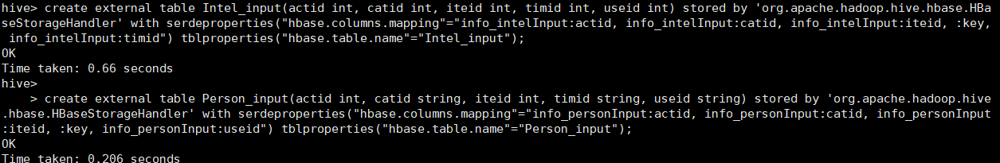 hive> create external table Intel_input(actid int, catid int, iteid int, timid int, useid int) stored by 'org.apache.hadoop.hive.hbase.HBa
seStorageHandler' with serdeproperties("hbase.columns.mapping"="info_intelInput:actid, info_intelInput:catid, info_intelInput:iteid, :key,
 info_intelInput:timid") tblproperties("hbase.table.name"="Intel_input");
OK
Time taken: 0.66 seconds
hive>
    > create external table Person_input(actid int, catid string, iteid int, timid string, useid string) stored by 'org.apache.hadoop.hive
.hbase.HBaseStorageHandler' with serdeproperties("hbase.columns.mapping"="info_personInput:actid, info_personInput:catid, info_personInput
:iteid, :key, info_personInput:useid") tblproperties("hbase.table.name"="Person_input");
OK
Time taken: 0.206 seconds